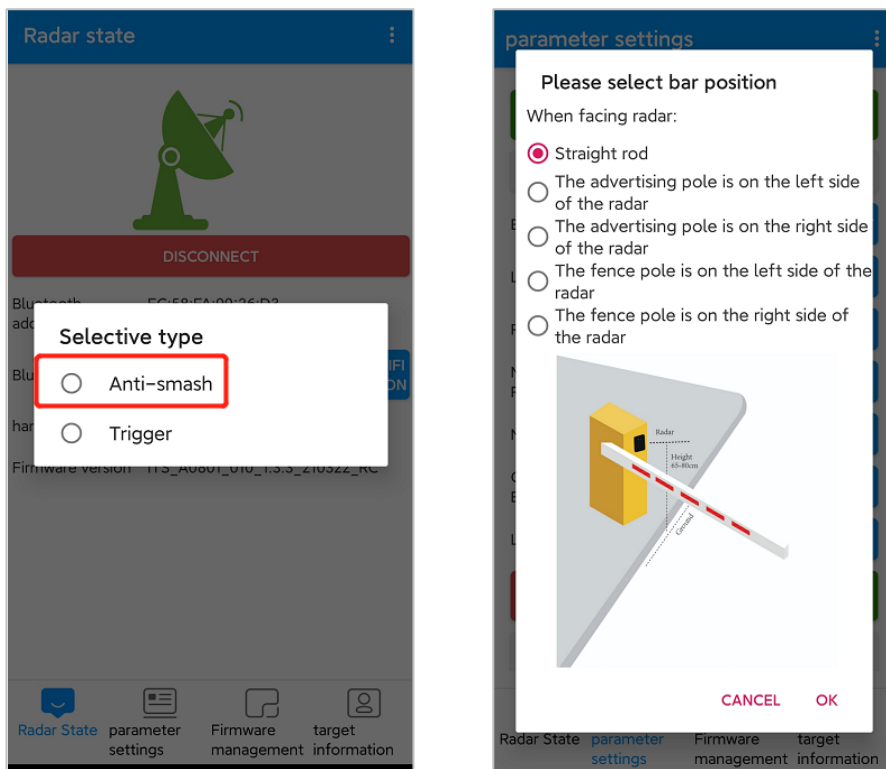 Radar state
DISCONNECT
Bluetooth
Selective type
Anti-smash
Trigger
Firmware version ITS_A0801_010_1.3.3_210322_RC
Radar State
parameter
settings
Firmware
management
target
information
parameter settings
Please select bar position
When facing radar:
Straight rod
The advertising pole is on the left side
of the radar
The advertising pole is on the right side
of the radar
The fence pole is on the left side of the
radar
The fence pole is on the right side of
the radar
Radar
Height
65-80cm
Ground
CANCEL OK
Radar State
parameter
settings
Firmware
management
target
information